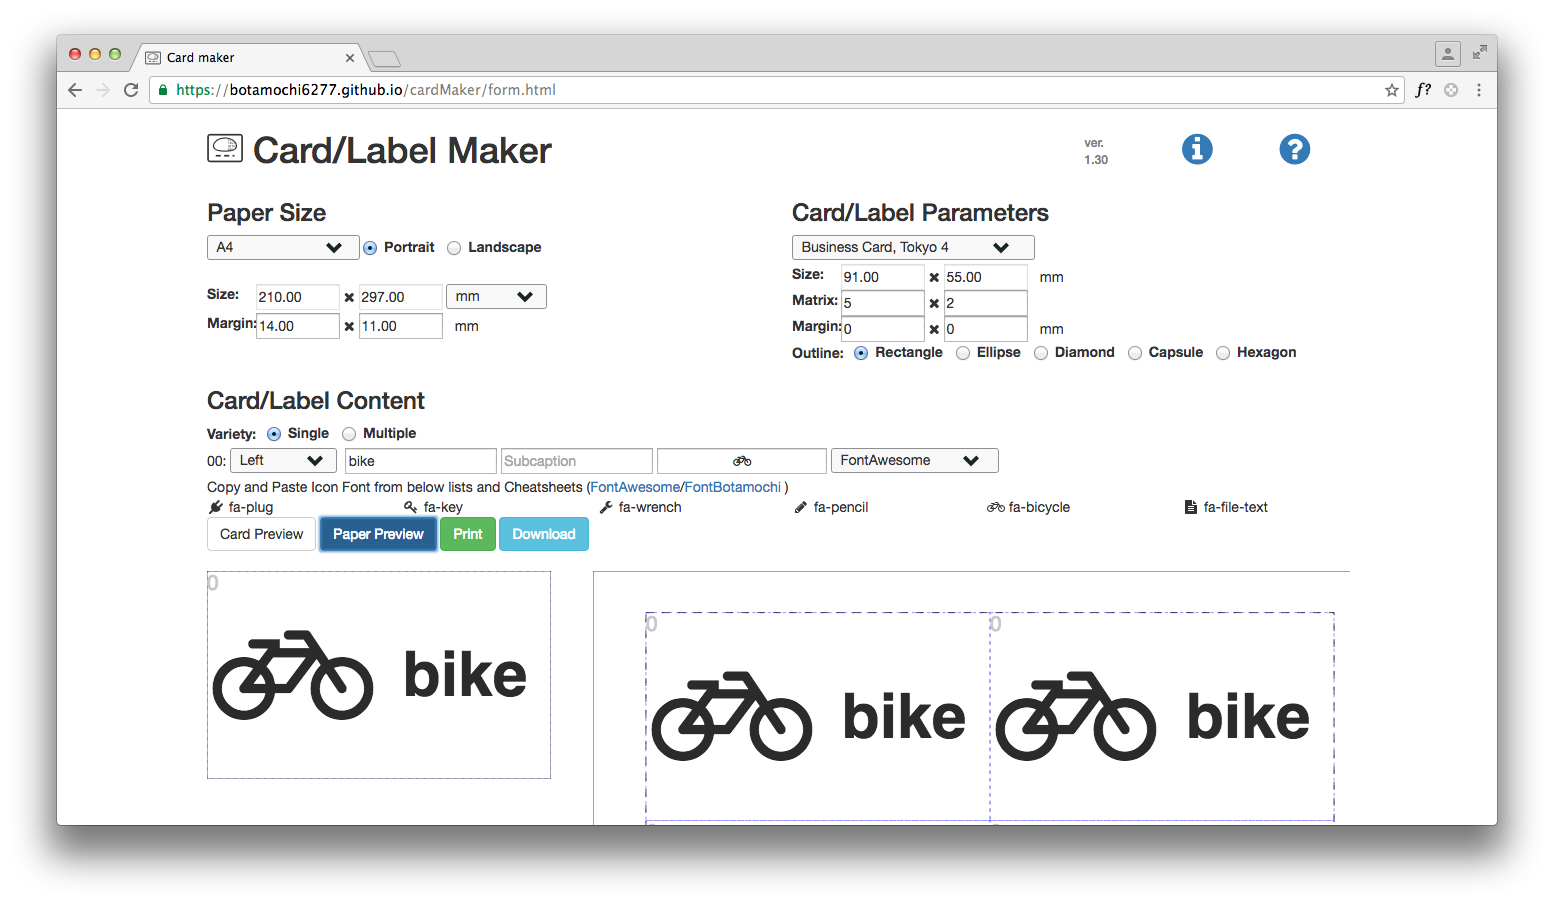 Card maker
https://botamochi6277.github.io/cardMaker/form.html
f?
Card/Label Maker
ver.
1.30
Paper Size
A4
Portrait
Landscape
Size: 210.00 × 297.00 mm
Margin: 14.00 × 11.00 mm
Card/Label Parameters
Business Card, Tokyo 4
Size: 91.00 × 55.00 mm
Matrix: 5 × 2
Margin: 0 × 0 mm
Outline: Rectangle Ellipse Diamond Capsule Hexagon
Card/Label Content
Variety: Single Multiple
00: Left bike Subcaption FontAwesome
Copy and Paste Icon Font from below lists and Cheatsheets (FontAwesome/FontBotamochi )
fa-plug fa-key fa-wrench fa-pencil fa-bicycle fa-file-text
Card Preview Paper Preview Print Download
0
bike
0
bike
0
bike